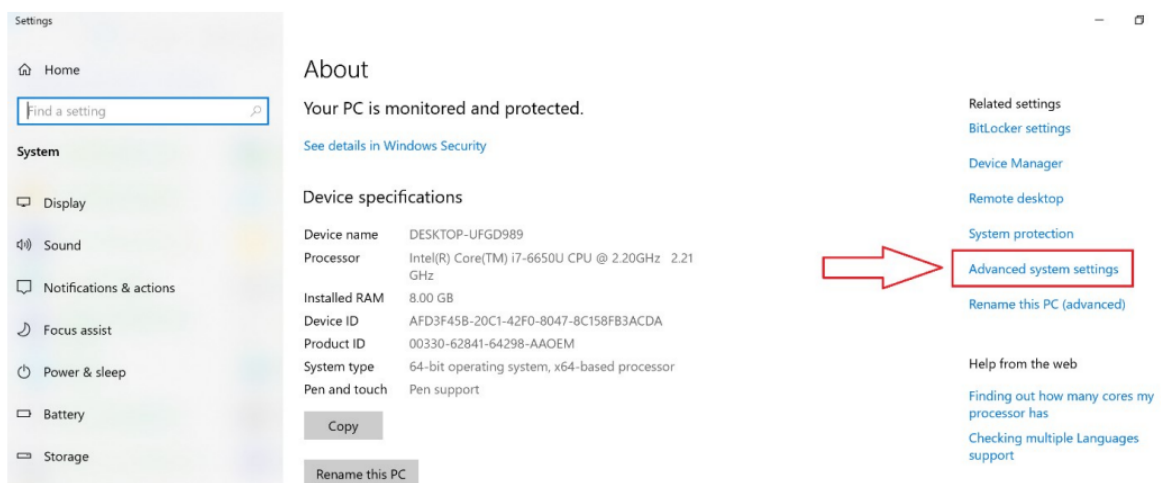 Settings
Home
Find a setting
System
Display
Sound
Notifications & actions
Focus assist
Power & sleep
Battery
Storage
About
Your PC is monitored and protected.
See details in Windows Security
Device specifications
Device name DESKTOP-UFGD989
Processor Intel(R) Core(TM) i7-6650U CPU @ 2.20GHz 2.21
GHz
Installed RAM 8.00 GB
Device ID AFD3F45B-20C1-42F0-8047-8C158FB3ACDA
Product ID 00330-62841-64298-AAOEM
System type 64-bit operating system, x64-based processor
Pen and touch Pen support
Copy
Rename this PC
Related settings
BitLocker settings
Device Manager
Remote desktop
System protection
Advanced system settings
Rename this PC (advanced)
Help from the web
Finding out how many cores my
processor has
Checking multiple Languages
support